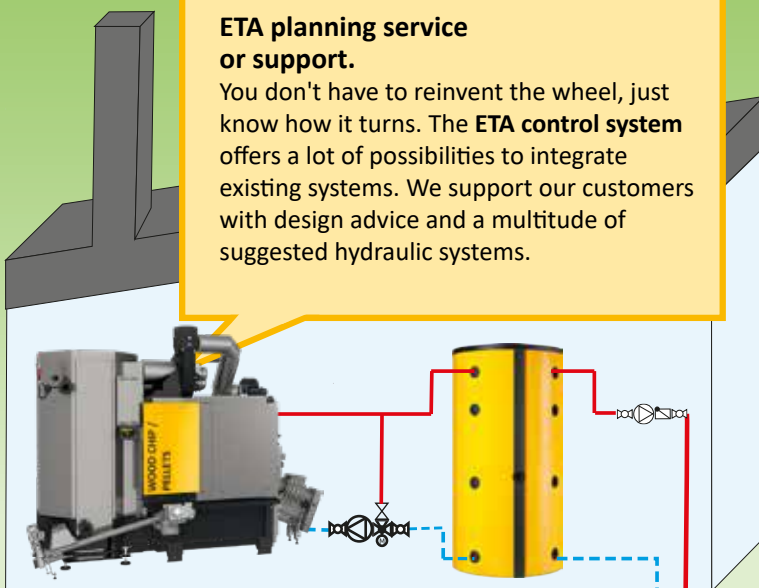 ETA planning service
or support.
You don't have to reinvent the wheel, just
know how it turns. The ETA control system
offers a lot of possibilities to integrate
existing systems. We support our customers
with design advice and a multitude of
suggested hydraulic systems.
WOOD CHIP /
PELLETS
M